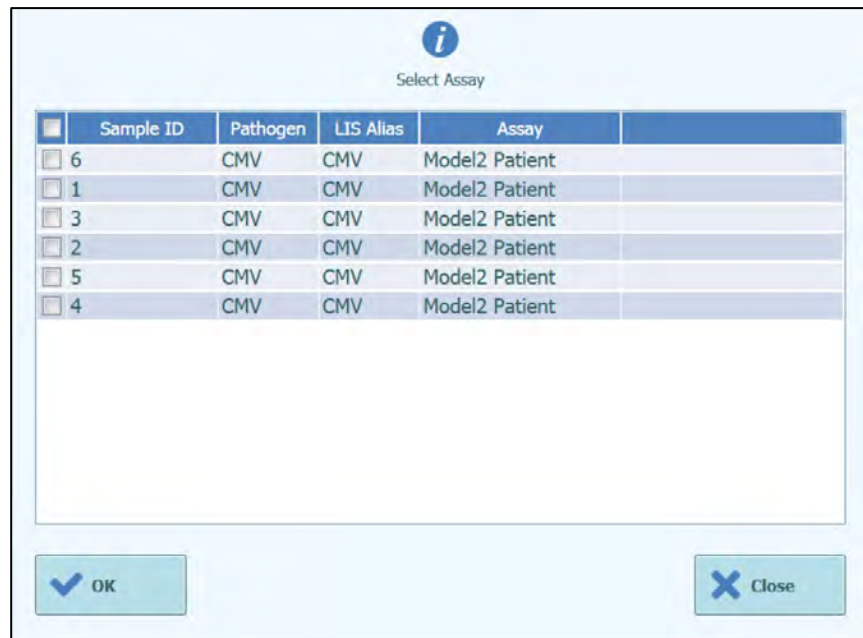 i
Select Assay
Sample ID Pathogen LIS Alias Assay
6 CMV CMV Model2 Patient
1 CMV CMV Model2 Patient
3 CMV CMV Model2 Patient
2 CMV CMV Model2 Patient
5 CMV CMV Model2 Patient
4 CMV CMV Model2 Patient
OK Close